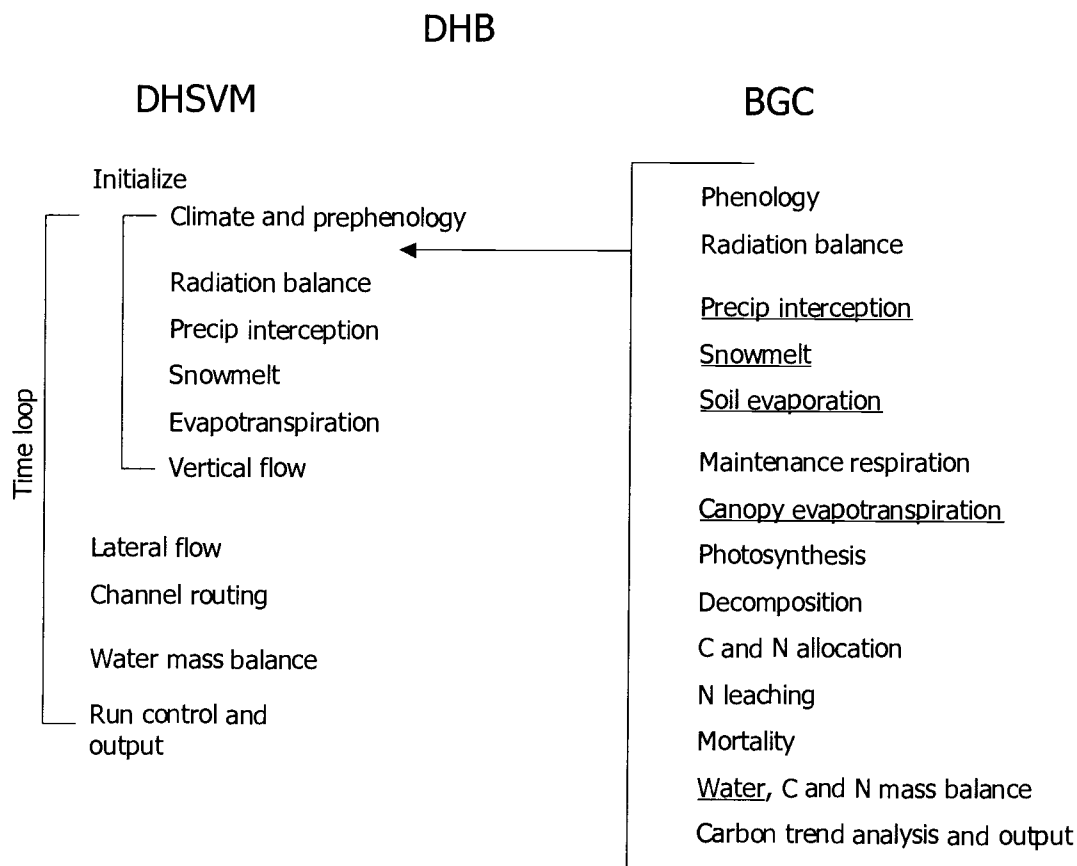 DHB
DHSVM
BGC
Initialize
Climate and prephenology
Radiation balance
Precip interception
Snowmelt
Evapotranspiration
Vertical flow
Time loop
Lateral flow
Channel routing
Water mass balance
Run control and
output
Phenology
Radiation balance
Precip interception
Snowmelt
Soil evaporation
Maintenance respiration
Canopy evapotranspiration
Photosynthesis
Decomposition
C and N allocation
N leaching
Mortality
Water, C and N mass balance
Carbon trend analysis and output